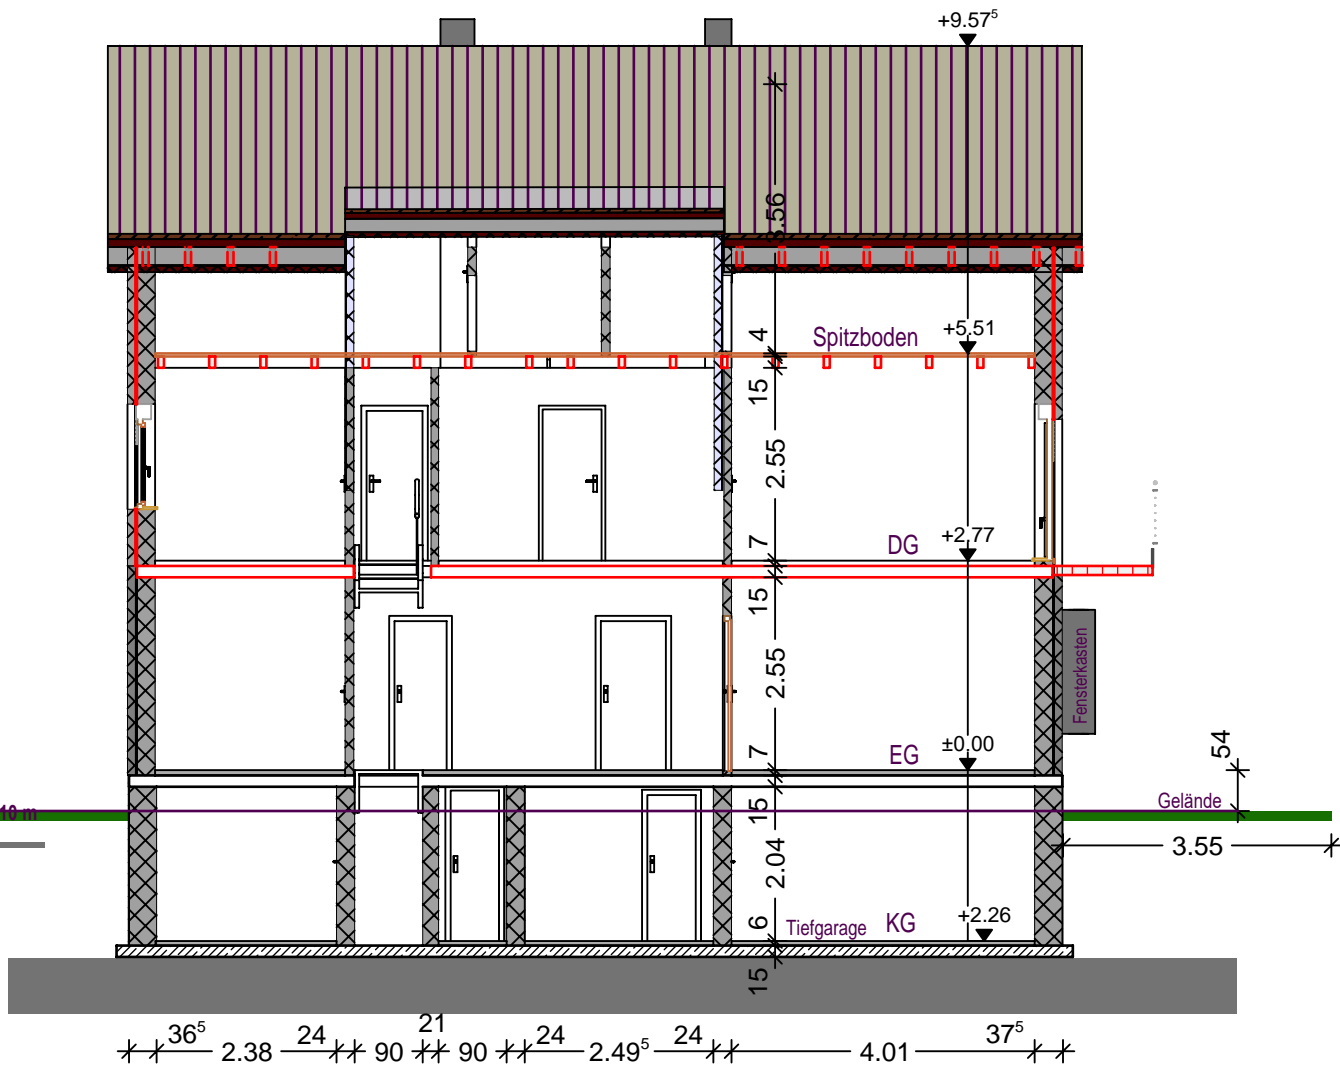 +9.57⁵
3.56
Spitzboden +5.51
4
15
2.55
DG +2.77
7
15
2.55
Fensterkasten
EG ±0.00
7
54
Gelände
10 m
15
3.55
2.04
Tiefgarage KG +2.26
6
15
36⁵ 2.38 24 90 21 90 24 2.49⁵ 24 4.01 37⁵